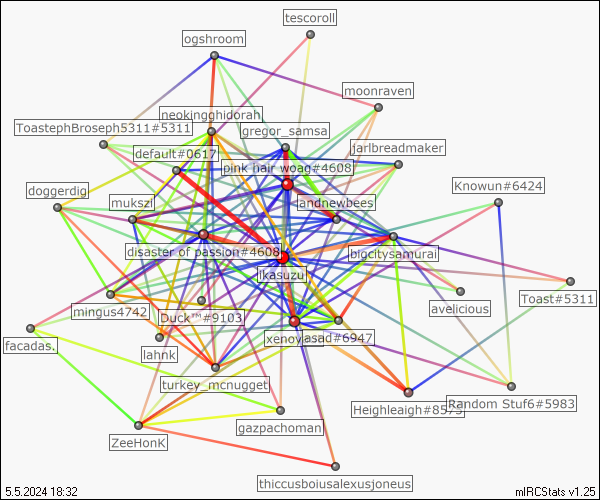 tescoroll
ogshroom
moonraven
neokingghidorah
ToastephBroseph5311#5311
gregor_samsa
jarlbreadmaker
default#0617
pink hair woag#4608
Knowun#6424
doggerdig
mukszi
andnewbees
disaster of passion#4608
bigcitysamurai
likasuzu
Toast#5311
avelicious
mingus4742
Duck™#9103
facadas.
lahnk
xenoy
asad#6947
turkey_mcnugget
Heighleaigh#8575
Random Stuf6#5983
gazpachoman
ZeeHonK
thiccusboiusalexusjoneus
5.5.2024 18:32
mIRCStats v1.25